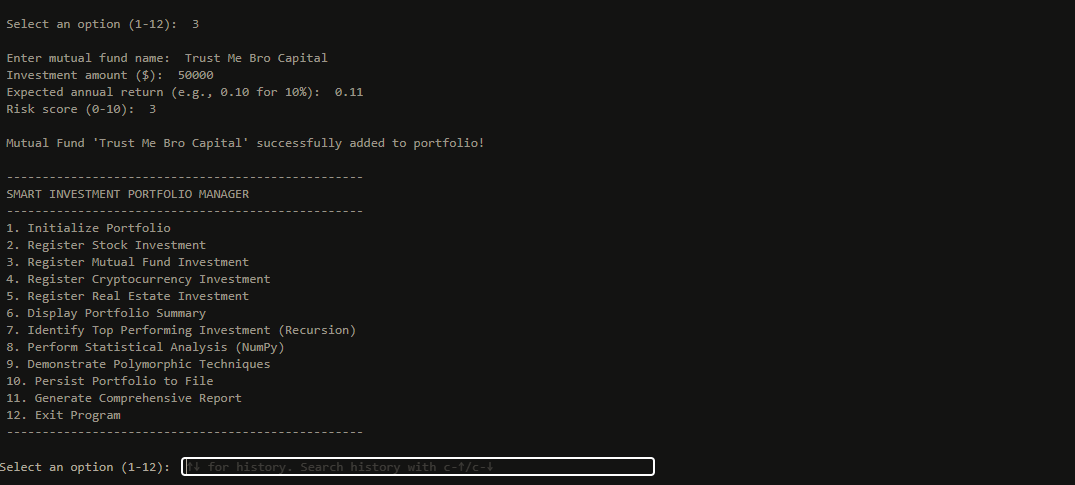 Select an option (1-12):  3
Enter mutual fund name:  Trust Me Bro Capital
Investment amount ($):  50000
Expected annual return (e.g., 0.10 for 10%):  0.11
Risk score (0-10):  3
Mutual Fund 'Trust Me Bro Capital' successfully added to portfolio!
--------------------------------------------------
SMART INVESTMENT PORTFOLIO MANAGER
--------------------------------------------------
1. Initialize Portfolio
2. Register Stock Investment
3. Register Mutual Fund Investment
4. Register Cryptocurrency Investment
5. Register Real Estate Investment
6. Display Portfolio Summary
7. Identify Top Performing Investment (Recursion)
8. Perform Statistical Analysis (NumPy)
9. Demonstrate Polymorphic Techniques
10. Persist Portfolio to File
11. Generate Comprehensive Report
12. Exit Program
--------------------------------------------------
Select an option (1-12): ↑↓ for history. Search history with c-↑/c-↓